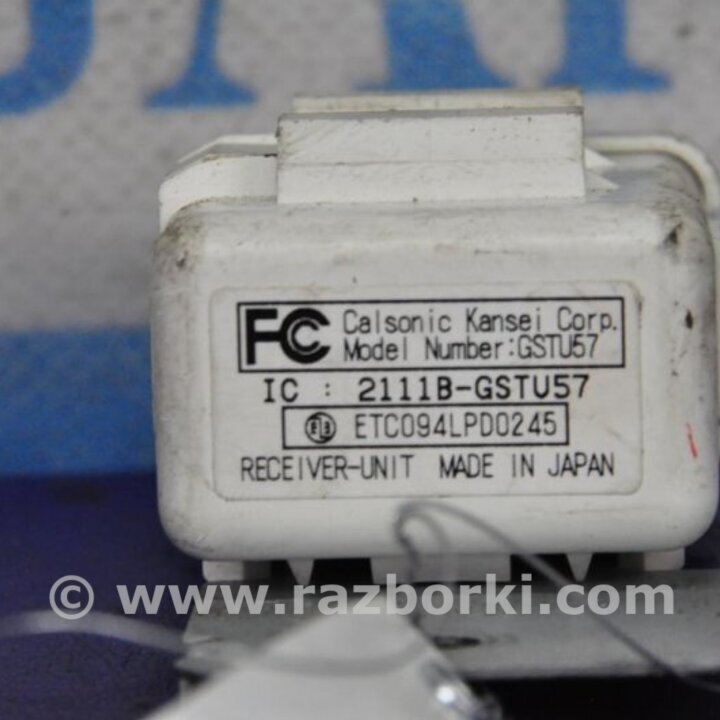 FC Calsonic Kansei Corp.
Model Number:GSTU57
IC : 2111B-GSTU57
ETC094LPD0245
RECEIVER-UNIT MADE IN JAPAN
© www.razborki.com